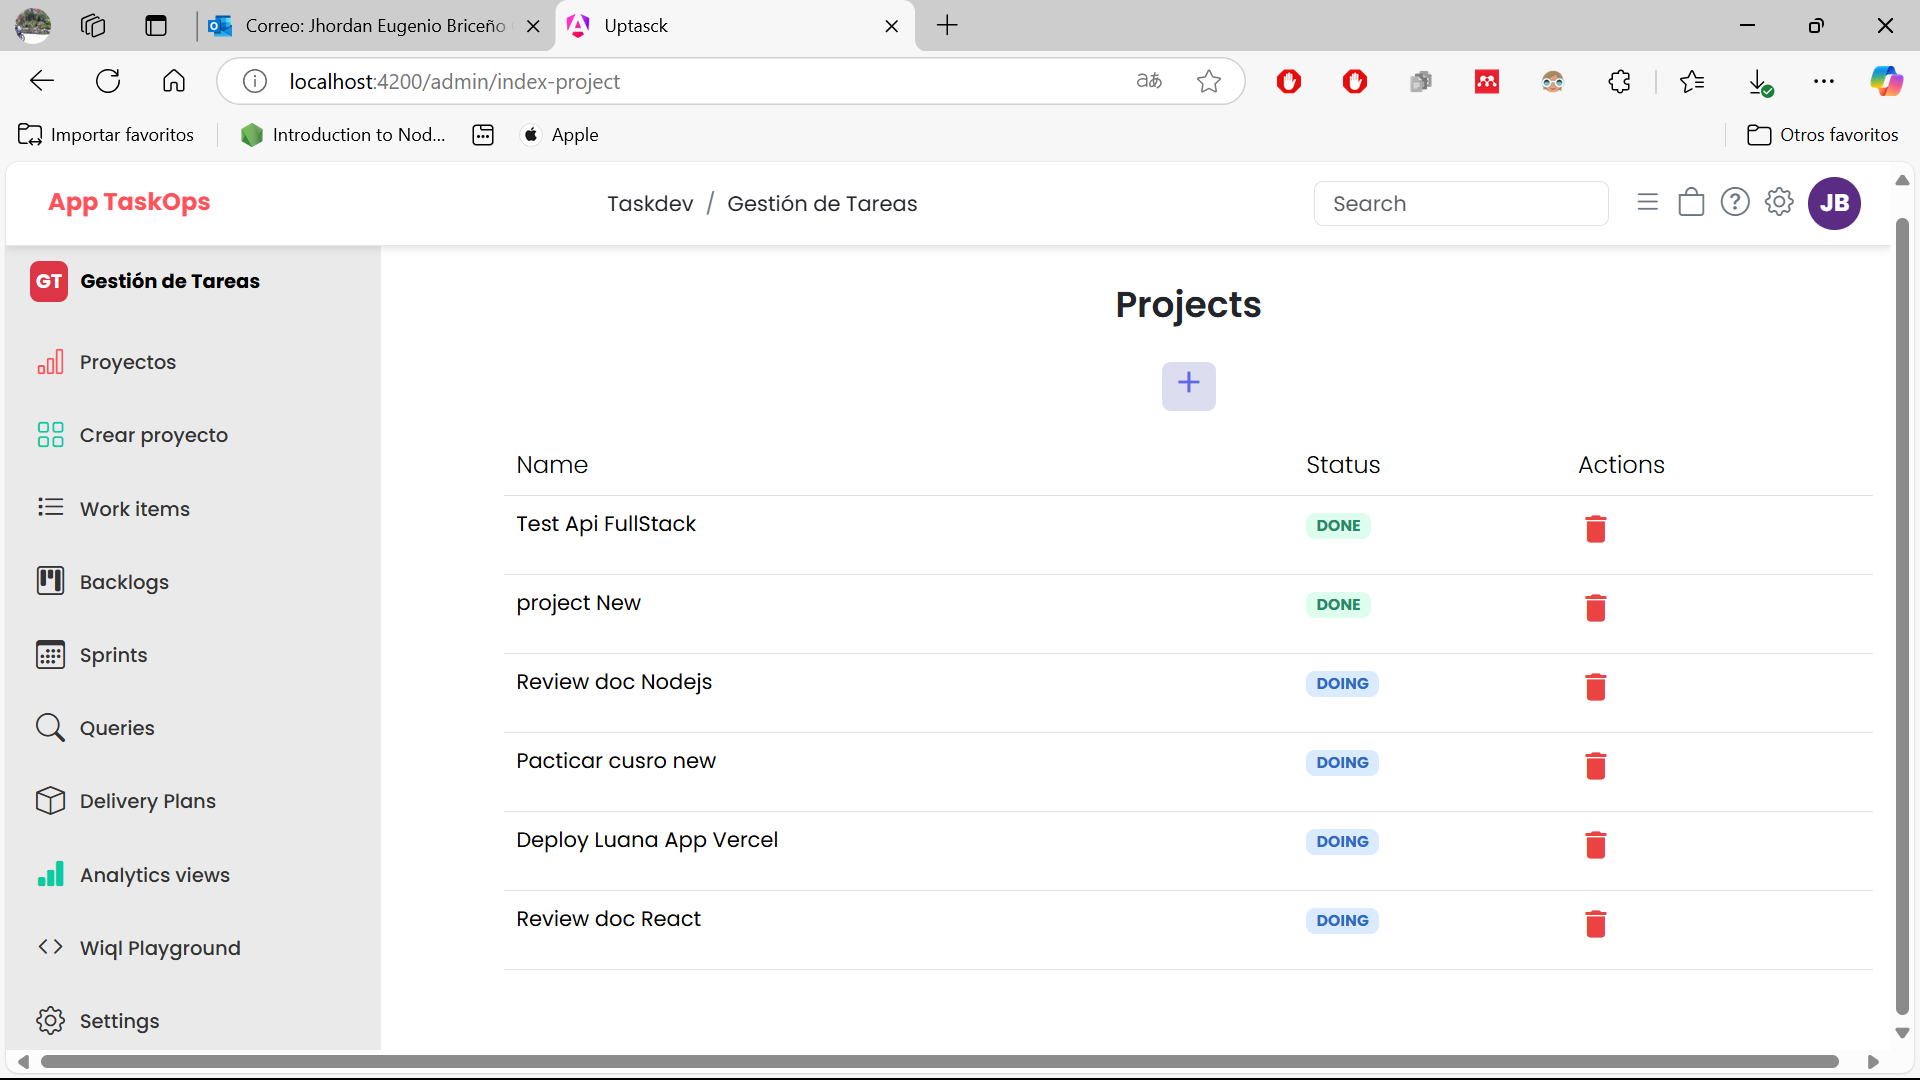 Correo: Jhordan Eugenio Briceño
Uptasck
localhost:4200/admin/index-project
aあ
Importar favoritos
Introduction to Nod...
Apple
Otros favoritos
App TaskOps
Taskdev / Gestión de Tareas
Search
JB
GT Gestión de Tareas
Proyectos
Crear proyecto
Work items
Backlogs
Sprints
Queries
Delivery Plans
Analytics views
Wiql Playground
Settings
Projects
+
Name Status Actions
Test Api FullStack DONE
project New DONE
Review doc Nodejs DOING
Pacticar cusro new DOING
Deploy Luana App Vercel DOING
Review doc React DOING